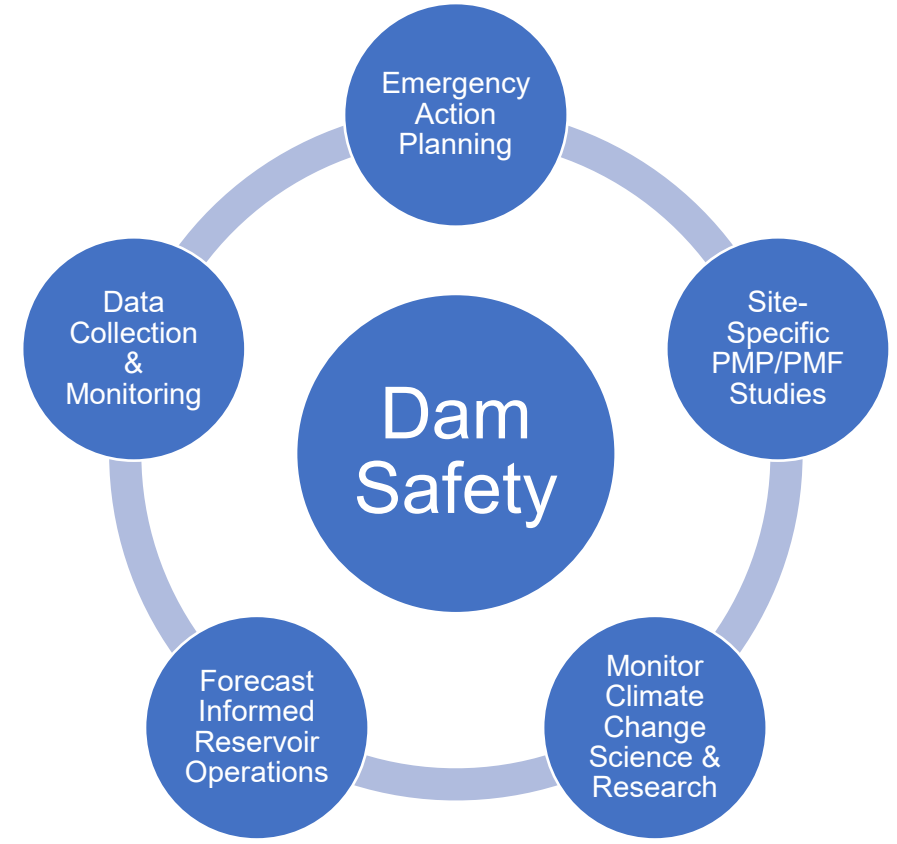 Emergency
Action
Planning
Site-
Specific
PMP/PMF
Studies
Monitor
Climate
Change
Science &
Research
Forecast
Informed
Reservoir
Operations
Data
Collection
&
Monitoring
Dam
Safety